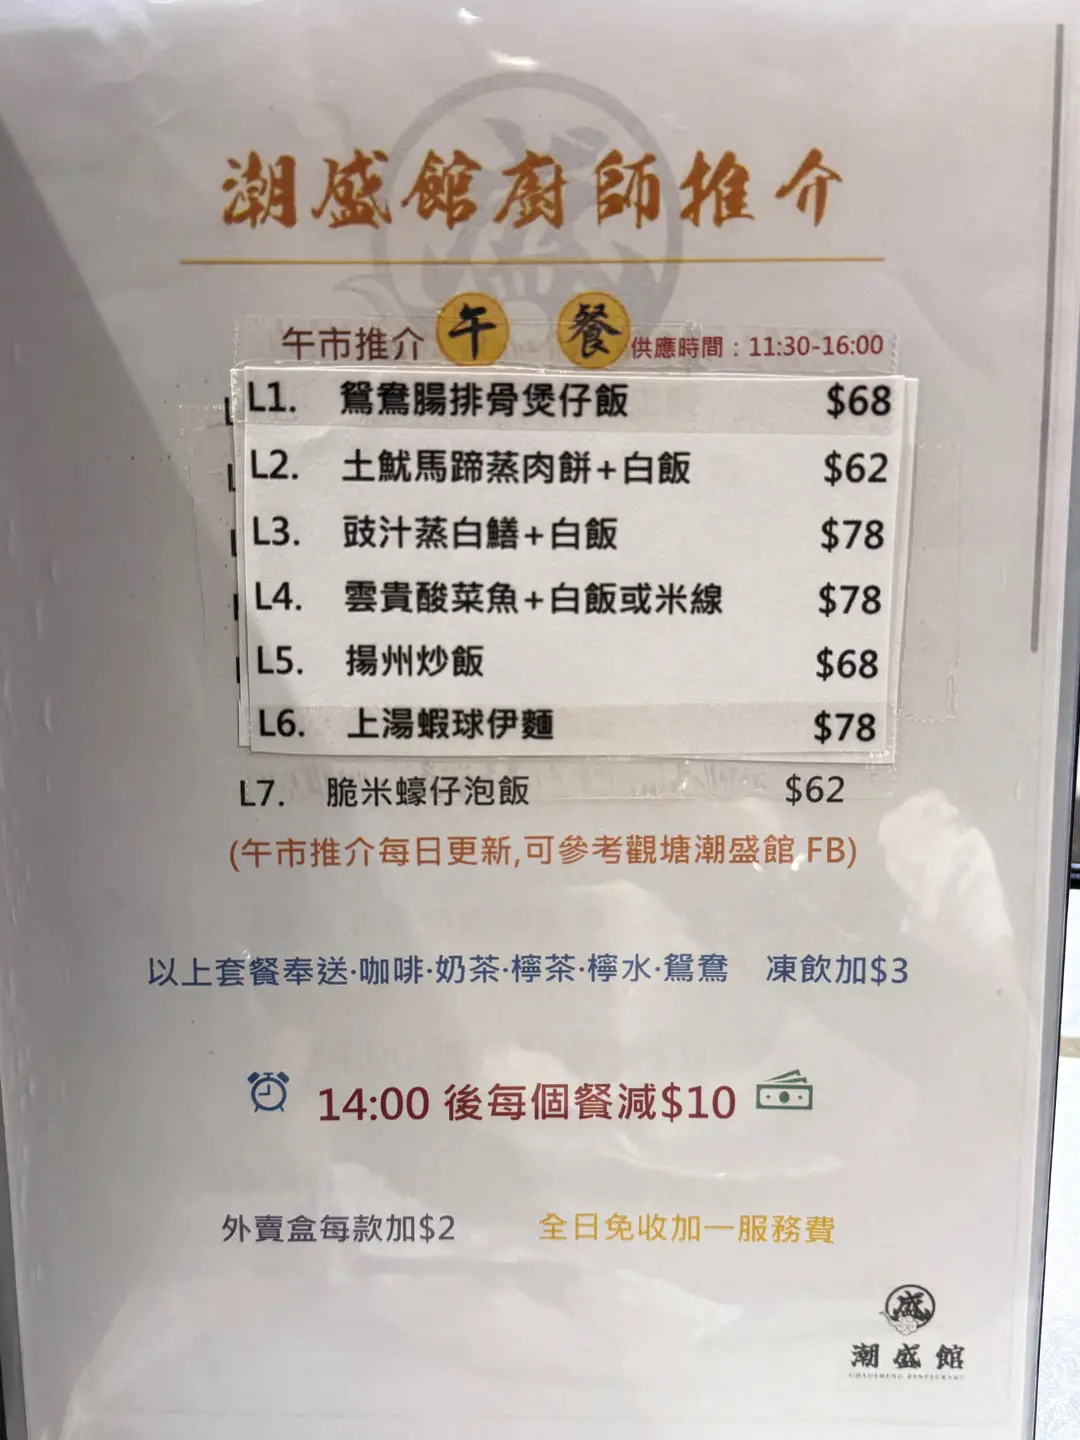 潮盛館廚師推介
午市推介 午 餐 供應時間：11:30-16:00
L1. 鴛鴦腸排骨煲仔飯 $68
L2. 土魷馬蹄蒸肉餅+白飯 $62
L3. 豉汁蒸白鱔+白飯 $78
L4. 雲貴酸菜魚+白飯或米線 $78
L5. 揚州炒飯 $68
L6. 上湯蝦球伊麵 $78
L7. 脆米蠔仔泡飯 $62
(午市推介每日更新,可參考觀塘潮盛館 FB)
以上套餐奉送·咖啡·奶茶·檸茶·檸水·鴛鴦 凍飲加$3
14:00 後每個餐減$10
外賣盒每款加$2 全日免收加一服務費
盛
潮盛館
CHAOSHENG RESTAURANT